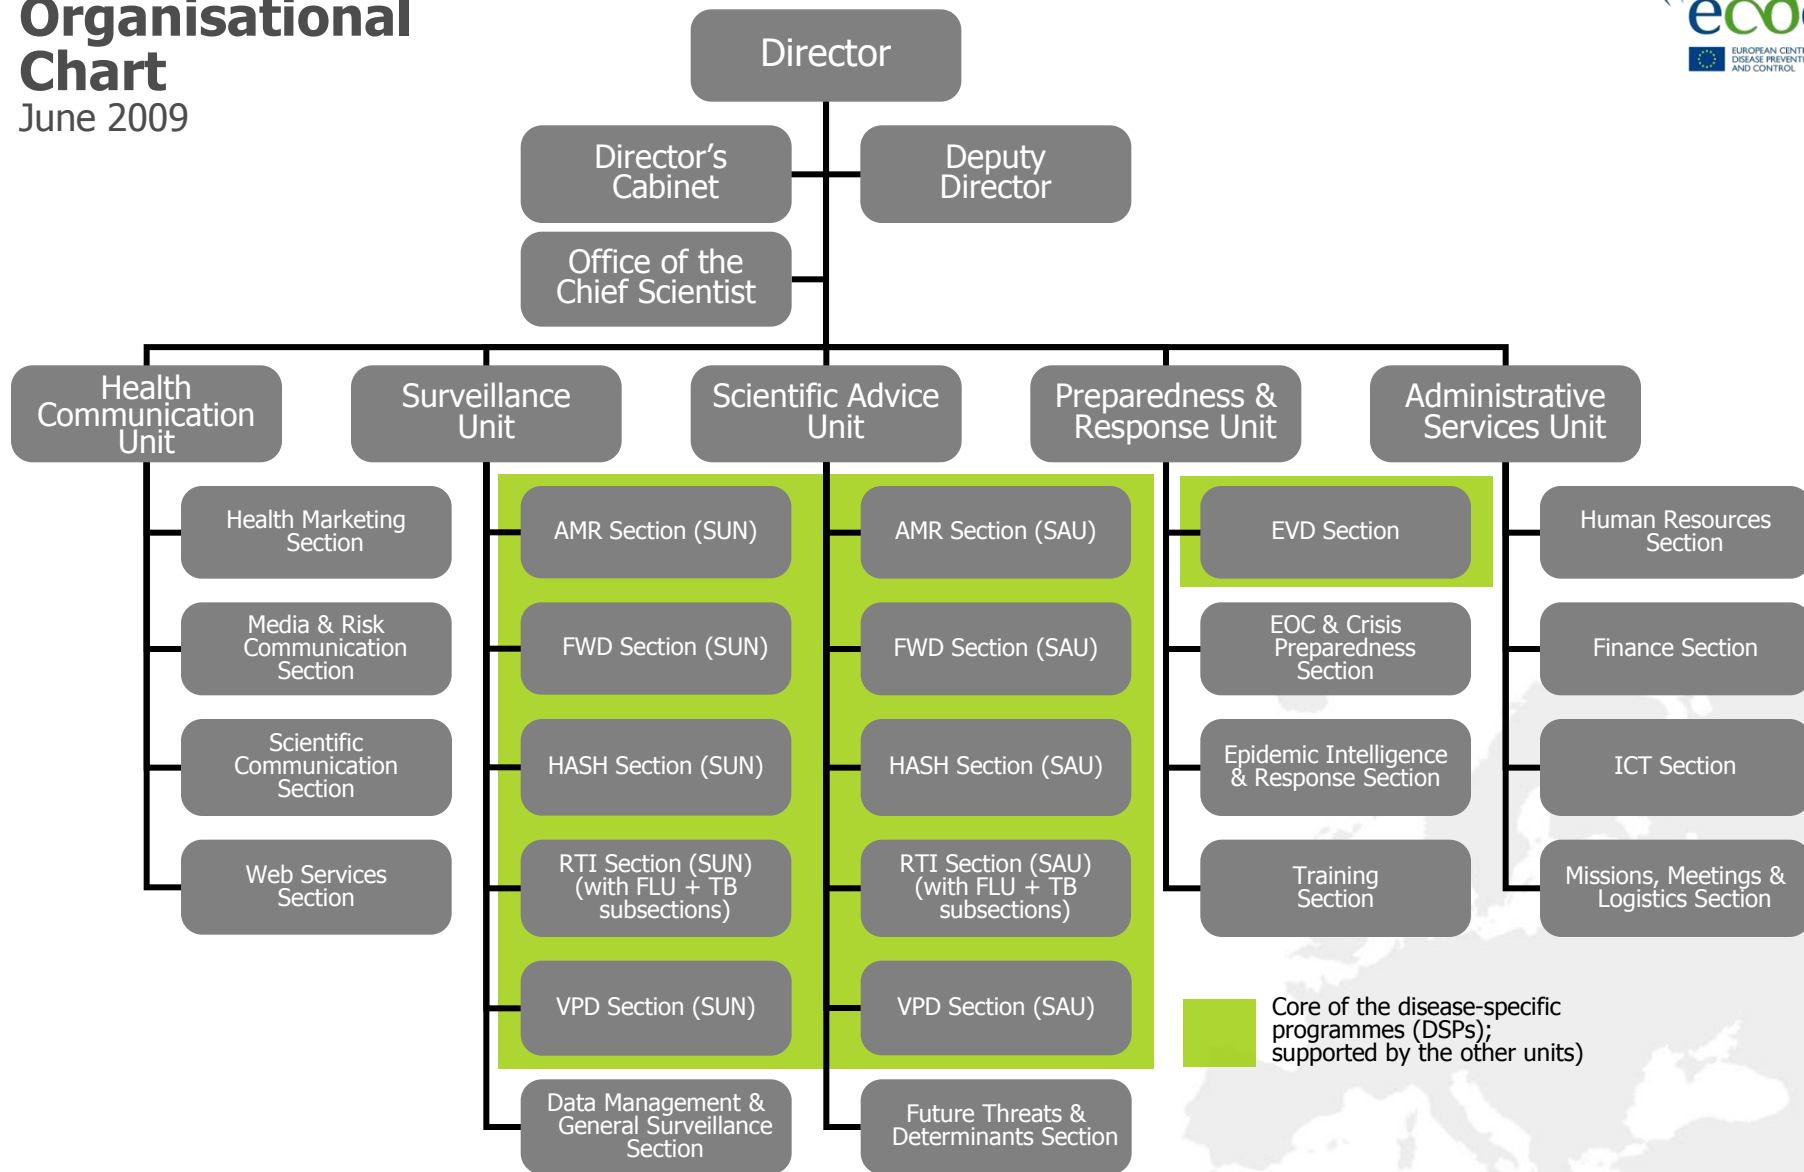 Organisational
Chart
June 2009
EUROPEAN CENT
DISEASE PREVENT
AND CONTROL
Director
Director's
Cabinet
Deputy
Director
Office of the
Chief Scientist
Health
Communication
Unit
Surveillance
Unit
Scientific Advice
Unit
Preparedness &
Response Unit
Administrative
Services Unit
Health Marketing
Section
AMR Section (SUN)
AMR Section (SAU)
EVD Section
Human Resources
Section
Media & Risk
Communication
Section
FWD Section (SUN)
FWD Section (SAU)
EOC & Crisis
Preparedness
Section
Finance Section
Scientific
Communication
Section
HASH Section (SUN)
HASH Section (SAU)
Epidemic Intelligence
& Response Section
ICT Section
Web Services
Section
RTI Section (SUN)
(with FLU + TB
subsections)
RTI Section (SAU)
(with FLU + TB
subsections)
Training
Section
Missions, Meetings &
Logistics Section
VPD Section (SUN)
VPD Section (SAU)
Core of the disease-specific
programmes (DSPs);
supported by the other units)
Data Management &
General Surveillance
Section
Future Threats &
Determinants Section